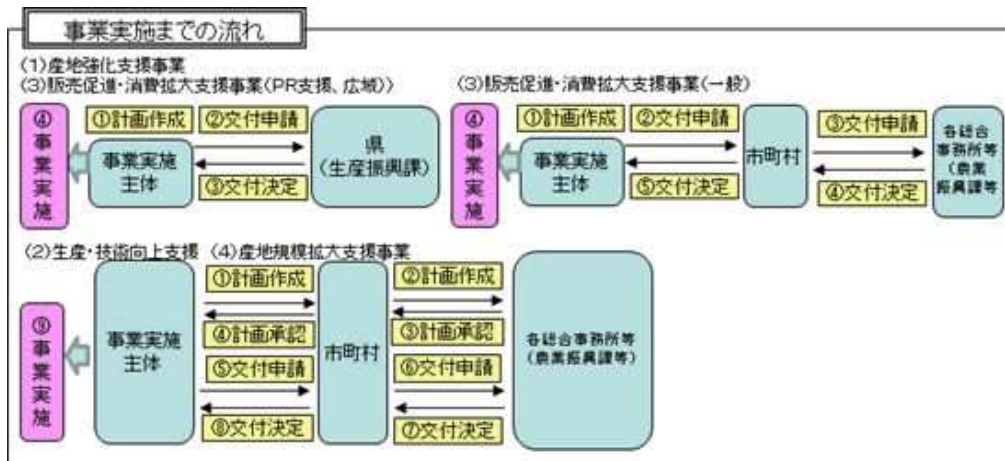 事業実施までの流れ
(1)産地強化支援事業
(3)販売促進・消費拡大支援事業(PR支援、広域))
④事業実施
①計画作成
②交付申請
事業実施主体
③交付決定
県
(生産振興課)
(3)販売促進・消費拡大支援事業(一般)
④事業実施
①計画作成
②交付申請
事業実施主体
⑤交付決定
市町村
③交付申請
④交付決定
各総合
事務所等
(農業
振興課等
(2)生産・技術向上支援 (4)産地規模拡大支援事業
⑨事業実施
事業実施
主体
①計画作成
④計画承認
⑤交付申請
⑧交付決定
市町村
②計画作成
③計画承認
⑥交付申請
⑦交付決定
各総合事務所等
(農業振興課等)